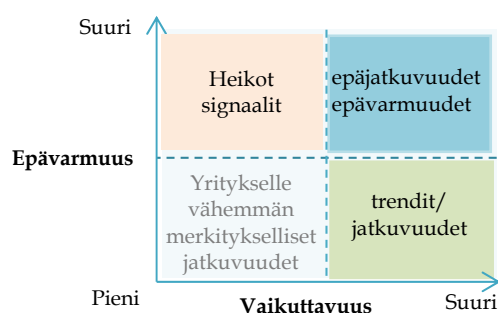 Suuri
Heikot
signaalit
epäjatkuvuudet
epävarmuudet
Epävarmuus
Yritykselle
vähemmän
merkitykselliset
jatkuvuudet
trendit/
jatkuvuudet
Pieni
Vaikuttavuus
Suuri